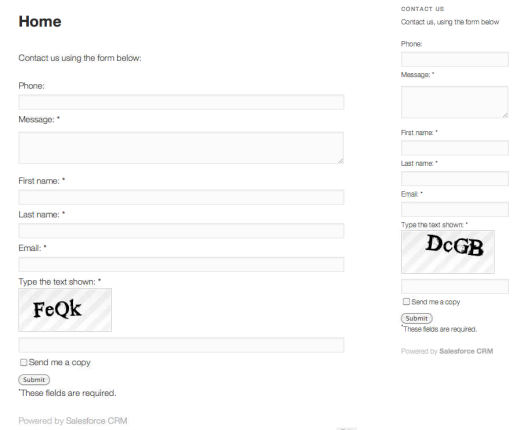 Home
Contact us using the form below:
Phone:
Message: *
First name: *
Last name: *
Email: *
Type the text shown: *
FeQk
Send me a copy
Submit
*These fields are required.
Powered by Salesforce CRM
CONTACT US
Contact us, using the form below
Phone:
Message: *
First name: *
Last name: *
Email: *
Type the text shown: *
DcGB
Send me a copy
Submit
*These fields are required.
Powered by Salesforce CRM